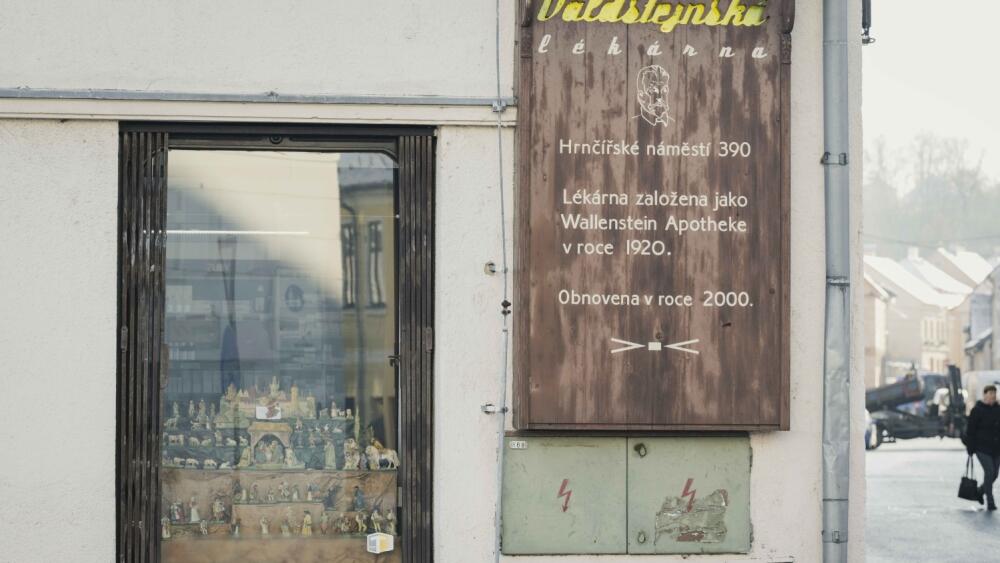 Valdštejnská
lékárna
Hrnčířské náměstí 390
Lékárna založena jako
Wallenstein Apotheke
v roce 1920.
Obnovena v roce 2000.